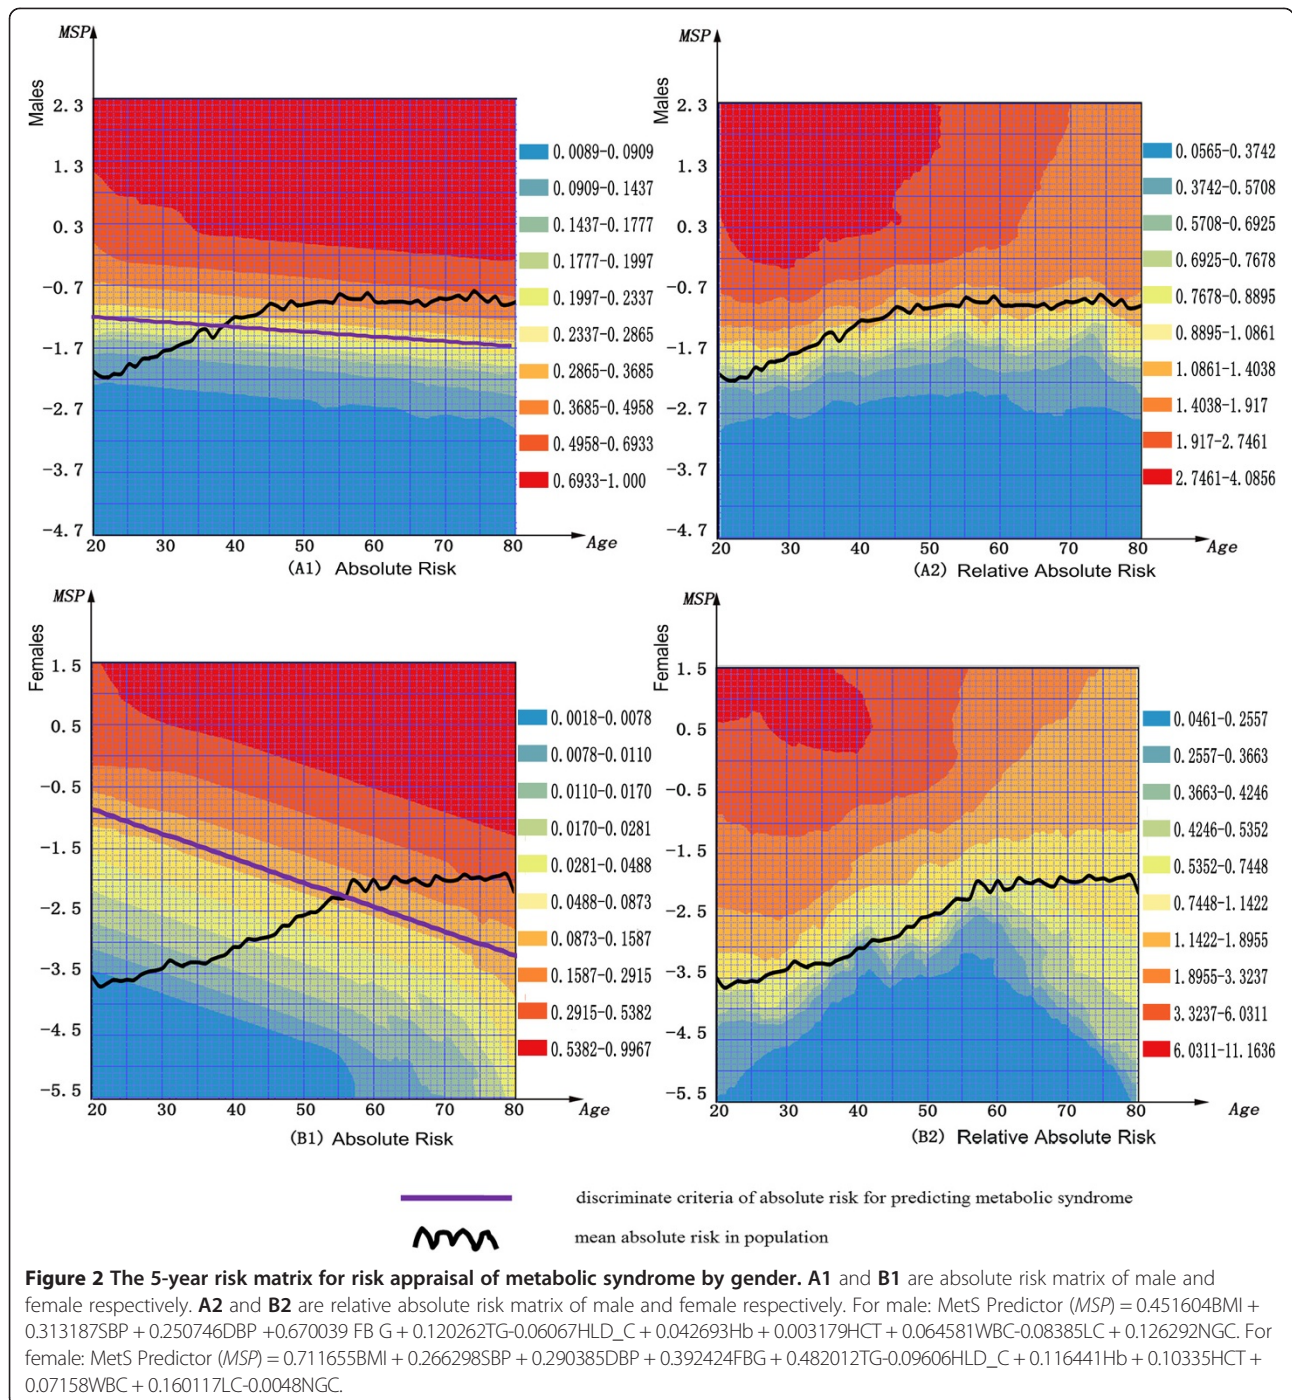 MSP
Males
2.3
1.3
0.3
-0.7
-1.7
-2.7
-3.7
-4.7
20 30 40 50 60 70 80
Age
(A1) Absolute Risk
0.0089-0.0909
0.0909-0.1437
0.1437-0.1777
0.1777-0.1997
0.1997-0.2337
0.2337-0.2865
0.2865-0.3685
0.3685-0.4958
0.4958-0.6933
0.6933-1.000
MSP
Males
2.3
1.3
0.3
-0.7
-1.7
-2.7
-3.7
-4.7
20 30 40 50 60 70 80
Age
(A2) Relative Absolute Risk
0.0565-0.3742
0.3742-0.5708
0.5708-0.6925
0.6925-0.7678
0.7678-0.8895
0.8895-1.0861
1.0861-1.4038
1.4038-1.917
1.917-2.7461
2.7461-4.0856
MSP
Females
1.5
0.5
-0.5
-1.5
-2.5
-3.5
-4.5
-5.5
20 30 40 50 60 70 80
Age
(B1) Absolute Risk
0.0018-0.0078
0.0078-0.0110
0.0110-0.0170
0.0170-0.0281
0.0281-0.0488
0.0488-0.0873
0.0873-0.1587
0.1587-0.2915
0.2915-0.5382
0.5382-0.9967
MSP
Females
1.5
0.5
-0.5
-1.5
-2.5
-3.5
-4.5
-5.5
20 30 40 50 60 70 80
Age
(B2) Relative Absolute Risk
0.0461-0.2557
0.2557-0.3663
0.3663-0.4246
0.4246-0.5352
0.5352-0.7448
0.7448-1.1422
1.1422-1.8955
1.8955-3.3237
3.3237-6.0311
6.0311-11.1636
discriminate criteria of absolute risk for predicting metabolic syndrome
mean absolute risk in population
Figure 2 The 5-year risk matrix for risk appraisal of metabolic syndrome by gender. A1 and B1 are absolute risk matrix of male and
female respectively. A2 and B2 are relative absolute risk matrix of male and female respectively. For male: MetS Predictor (MSP) = 0.451604BMI +
0.313187SBP + 0.250746DBP +0.670039 FB G + 0.120262TG-0.06067HLD_C + 0.042693Hb + 0.003179HCT + 0.064581WBC-0.08385LC + 0.126292NGC. For
female: MetS Predictor (MSP) = 0.711655BMI + 0.266298SBP + 0.290385DBP + 0.392424FBG + 0.482012TG-0.09606HLD_C + 0.116441Hb + 0.10335HCT +
0.07158WBC + 0.160117LC-0.0048NGC.